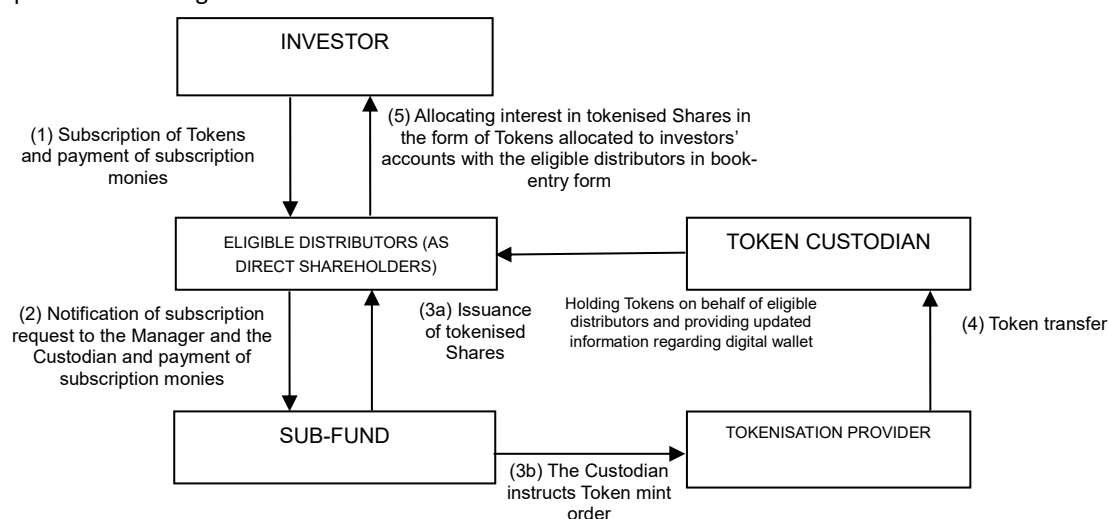 INVESTOR
(1) Subscription of Tokens
and payment of subscription
monies
(5) Allocating interest in tokenised Shares in
the form of Tokens allocated to investors’
accounts with the eligible distributors in book-
entry form
ELIGIBLE DISTRIBUTORS (AS
DIRECT SHAREHOLDERS)
TOKEN CUSTODIAN
(2) Notification of subscription
request to the Manager and the
Custodian and payment of
subscription monies
(3a) Issuance
of tokenised
Shares
Holding Tokens on behalf of eligible
distributors and providing updated
information regarding digital wallet
(4) Token transfer
SUB-FUND
TOKENISATION PROVIDER
(3b) The Custodian
instructs Token mint
order